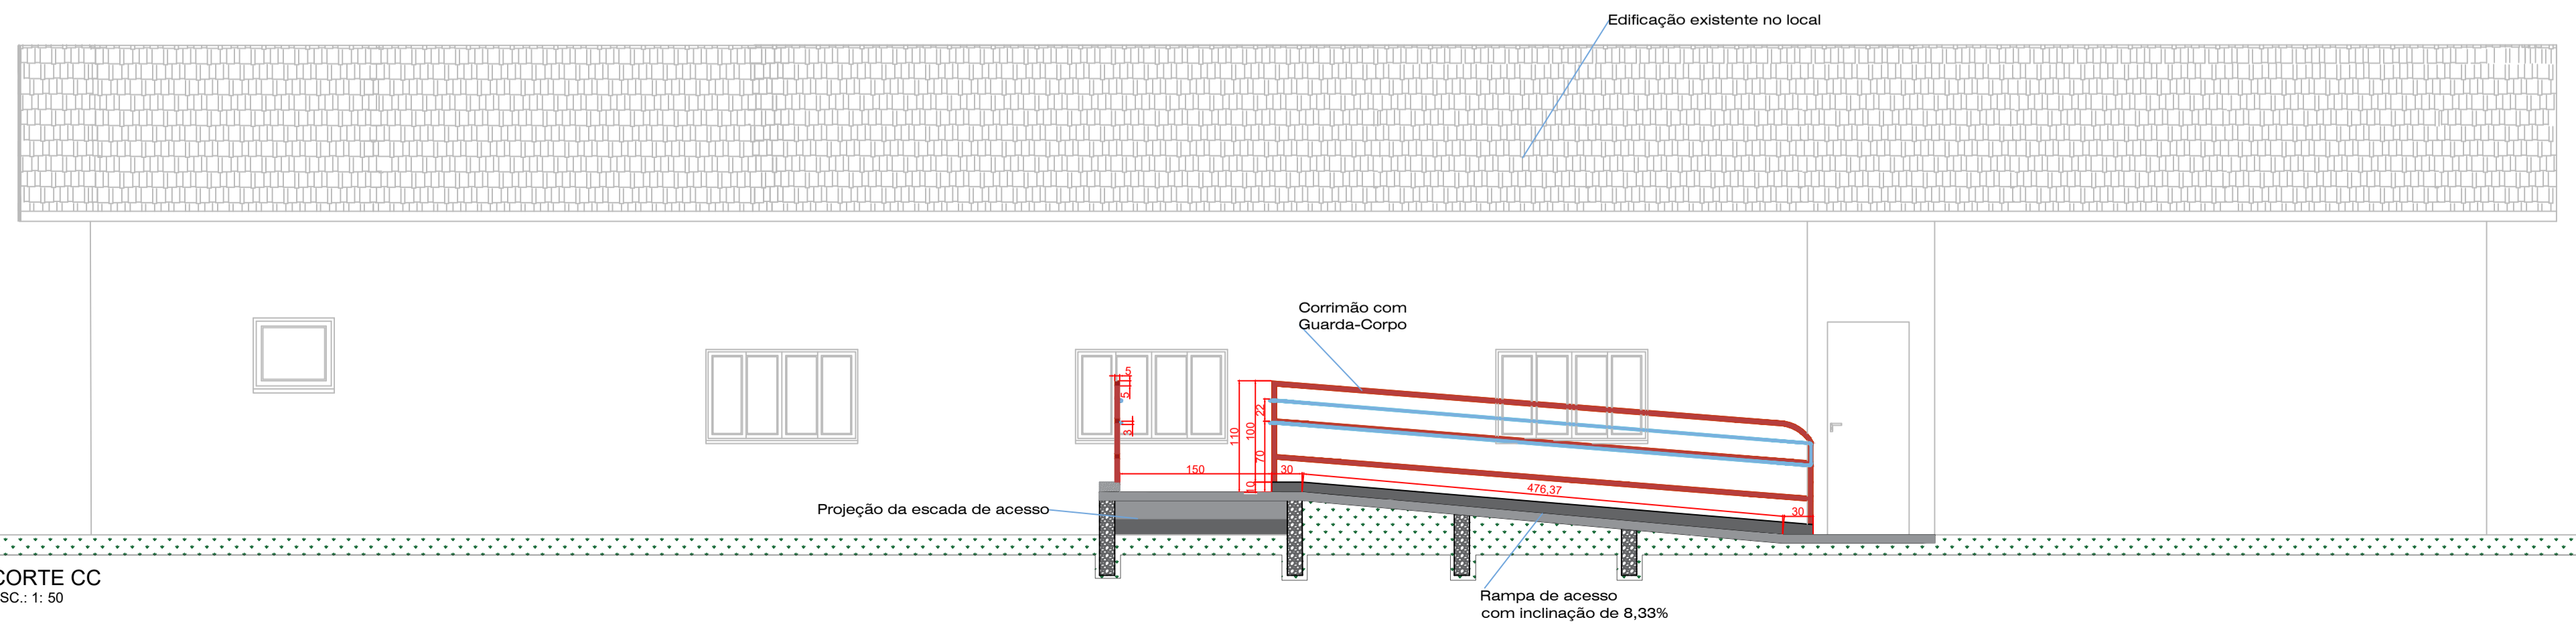 Edificação existente no local
Corrimão com
Guarda-Corpo
5
5
3
22
110
100
70
10
150
30
476,37
30
Projeção da escada de acesso
CORTE CC
SC.: 1: 50
Rampa de acesso
com inclinação de 8,33%